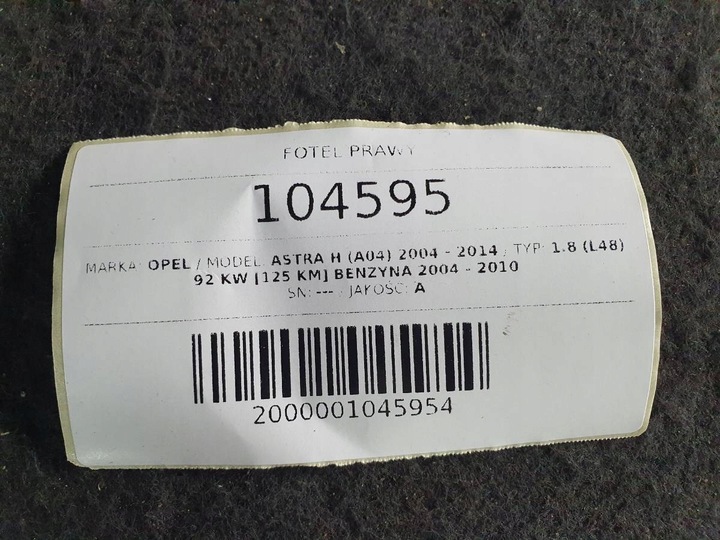 FOTEL PRAWY
104595
MARKA: OPEL / MODEL: ASTRA H (A04) 2004 - 2014 / TYP: 1.8 (L48)
92 KW [125 KM] BENZYNA 2004 - 2010
SN: --- / JAKOŚĆ: A
2000001045954